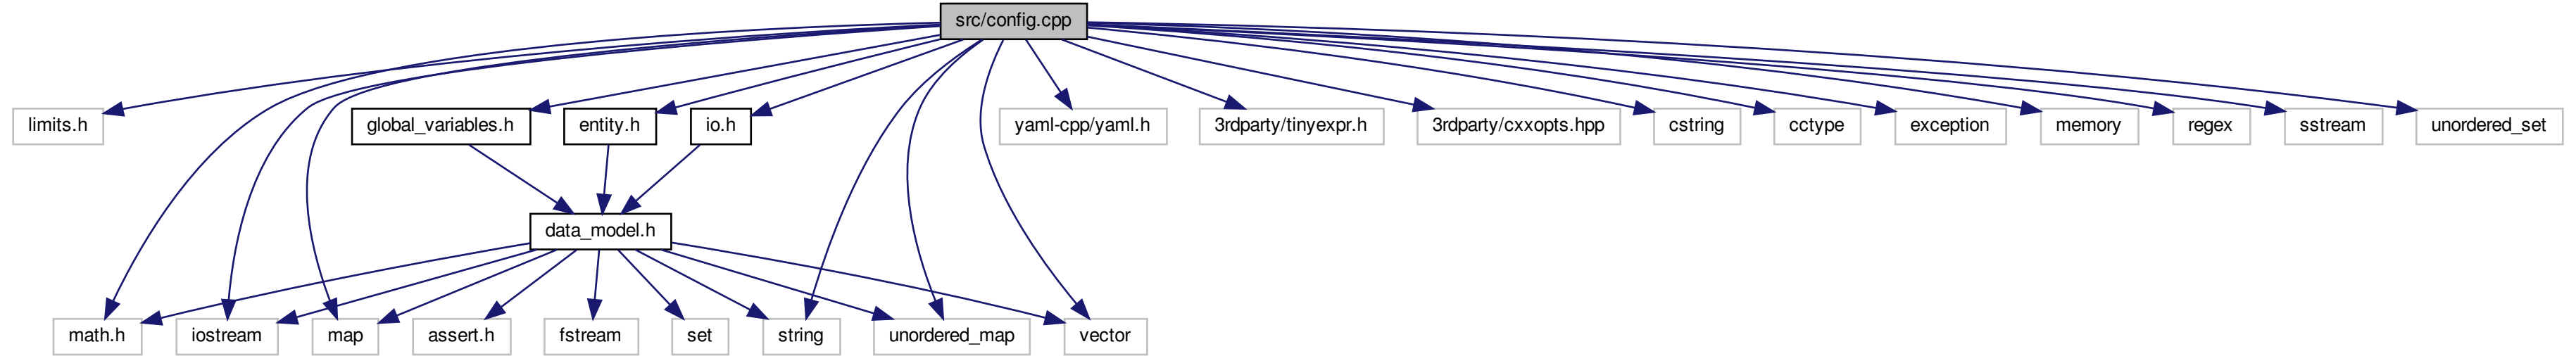 src/config.cpp
limits.h
global_variables.h
entity.h
io.h
yaml-cpp/yaml.h
3rdparty/tinyexpr.h
3rdparty/cxxopts.hpp
cstring
cctype
exception
memory
regex
sstream
unordered_set
data_model.h
math.h
iostream
map
assert.h
fstream
set
string
unordered_map
vector